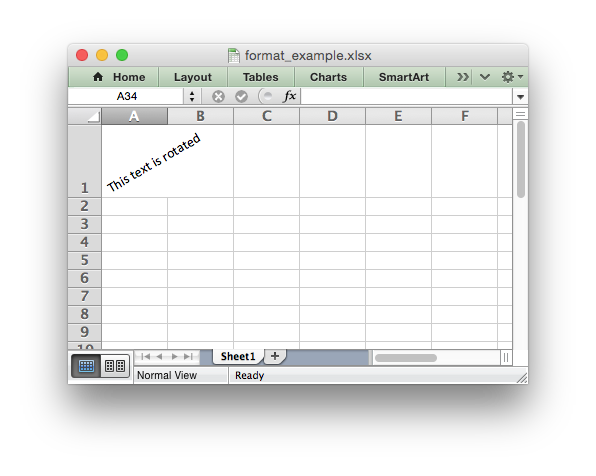 format_example.xlsx
Home Layout Tables Charts SmartArt
A34 fx
A B C D E F
This text is rotated
1
2
3
4
5
6
7
8
9
10
Sheet1
Normal View Ready